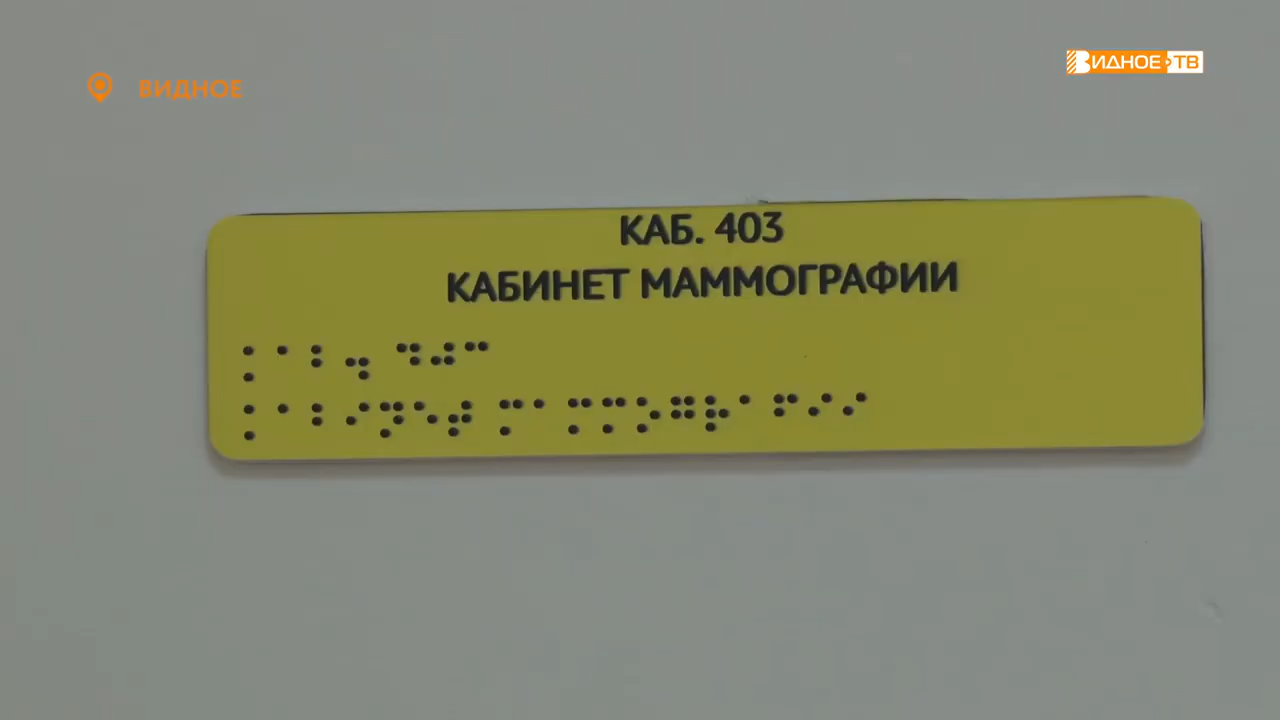 ВИДНОЕ
ВИДНОЕ ТВ
КАБ. 403
КАБИНЕТ МАММОГРАФИИ
⠅⠁⠃⠲ ⠙⠚⠉
⠅⠁⠃⠊⠝⠑⠞ ⠍⠁⠍⠍⠕⠛⠗⠁⠋⠊⠊